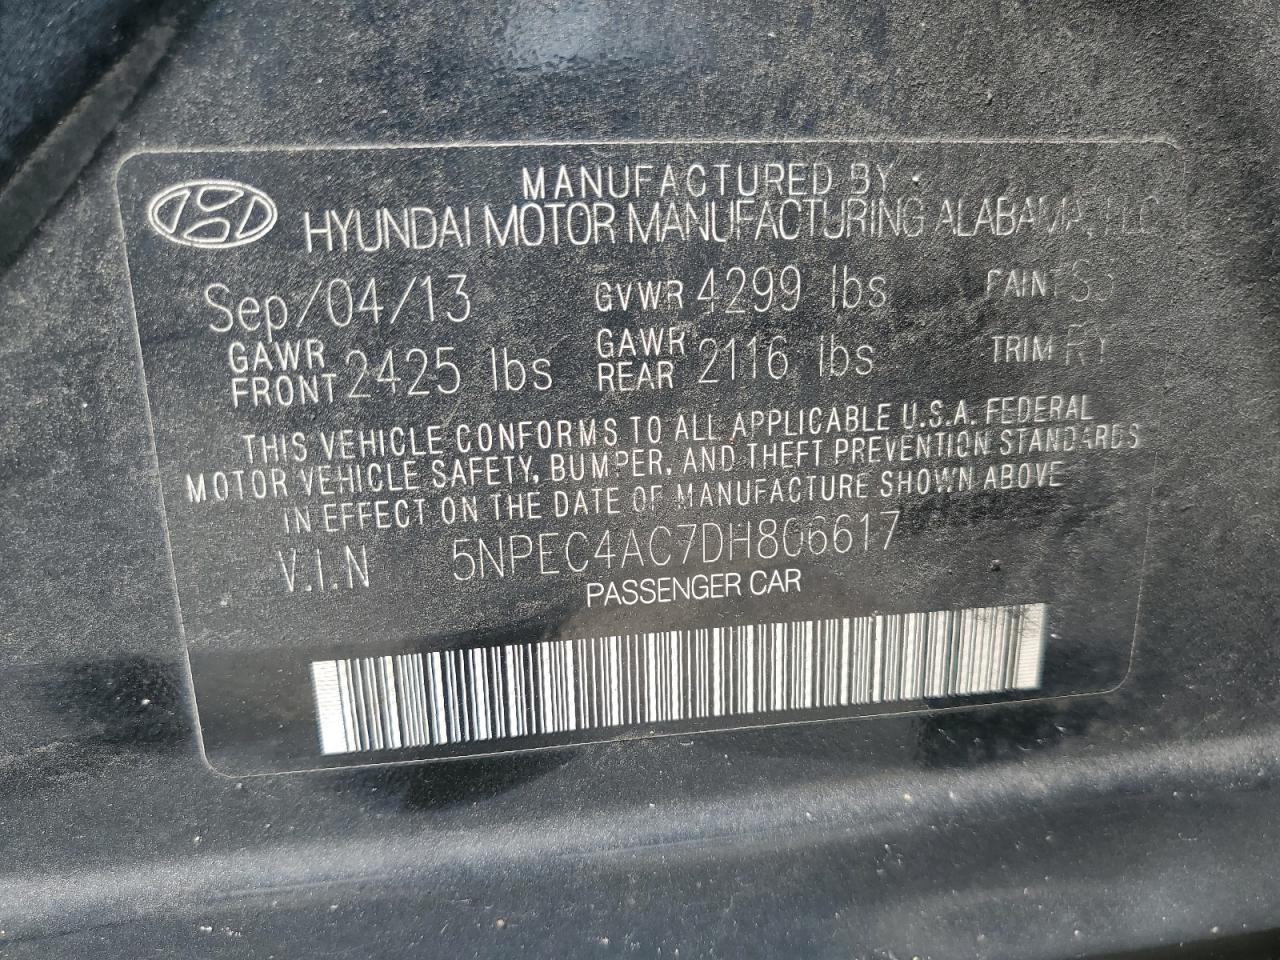 MANUFACTURED BY
HYUNDAI MOTOR MANUFACTURING ALABAMA, LLC
Sep/04/13 GVWR 4299 lbs PAINT
GAWR FRONT 2425 lbs GAWR REAR 2116 lbs TRIM
THIS VEHICLE CONFORMS TO ALL APPLICABLE U.S.A. FEDERAL
MOTOR VEHICLE SAFETY, BUMPER, AND THEFT PREVENTION STANDARDS
IN EFFECT ON THE DATE OF MANUFACTURE SHOWN ABOVE
V.I.N 5NPEC4AC7DH806617
PASSENGER CAR